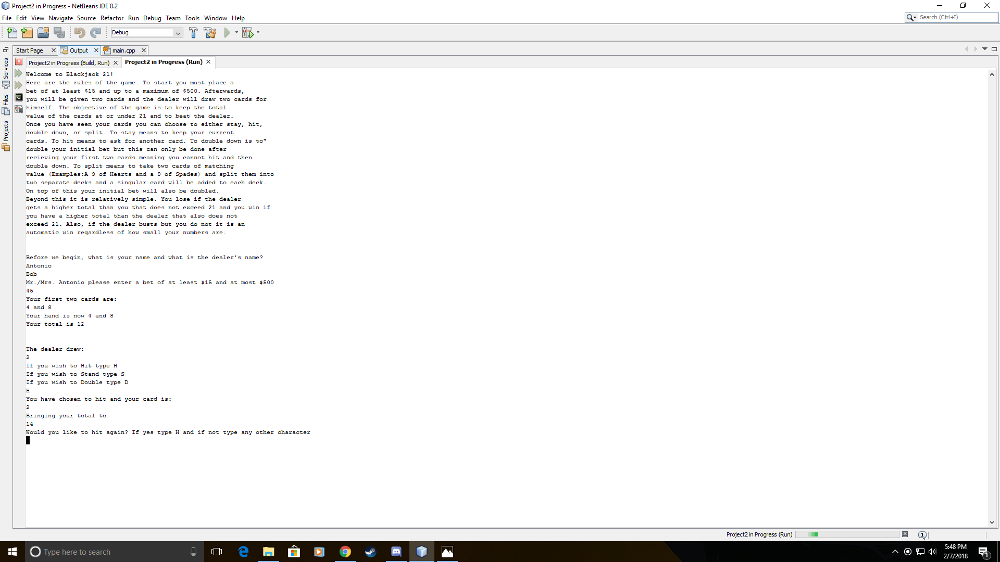 Project2 in Progress - NetBeans IDE 8.2
File Edit View Navigate Source Refactor Run Debug Team Tools Window Help
Search (Ctrl+I)
Debug
Start Page Output main.cpp
Project2 in Progress (Build, Run) Project2 in Progress (Run)
Services
Files
Projects
Welcome to Blackjack 21!
Here are the rules of the game. To start you must place a
bet of at least $15 and up to a maximum of $500. Afterwards,
you will be given two cards and the dealer will draw two cards for
himself. The objective of the game is to keep the total
value of the cards at or under 21 and to beat the dealer.
Once you have seen your cards you can choose to either stay, hit,
double down, or split. To stay means to keep your current
cards. To hit means to ask for another card. To double down is to"
double your initial bet but this can only be done after
recieving your first two cards meaning you cannot hit and then
double down. To split means to take two cards of matching
value (Examples:A 9 of Hearts and a 9 of Spades) and split them into
two separate decks and a singular card will be added to each deck.
On top of this your initial bet will also be doubled.
Beyond this it is relatively simple. You lose if the dealer
gets a higher total than you that does not exceed 21 and you win if
you have a higher total than the dealer that also does not
exceed 21. Also, if the dealer busts but you do not it is an
automatic win regardless of how small your numbers are.
Before we begin, what is your name and what is the dealer's name?
Antonio
Bob
Mr./Mrs. Antonio please enter a bet of at least $15 and at most $500
45
Your first two cards are:
4 and 8
Your hand is now 4 and 8
Your total is 12
The dealer drew:
2
If you wish to Hit type H
If you wish to Stand type S
If you wish to Double type D
H
You have chosen to hit and your card is:
2
Bringing your total to:
14
Would you like to hit again? If yes type H and if not type any other character
Project2 in Progress (Run)
1
Type here to search
5:48 PM
2/7/2018
1